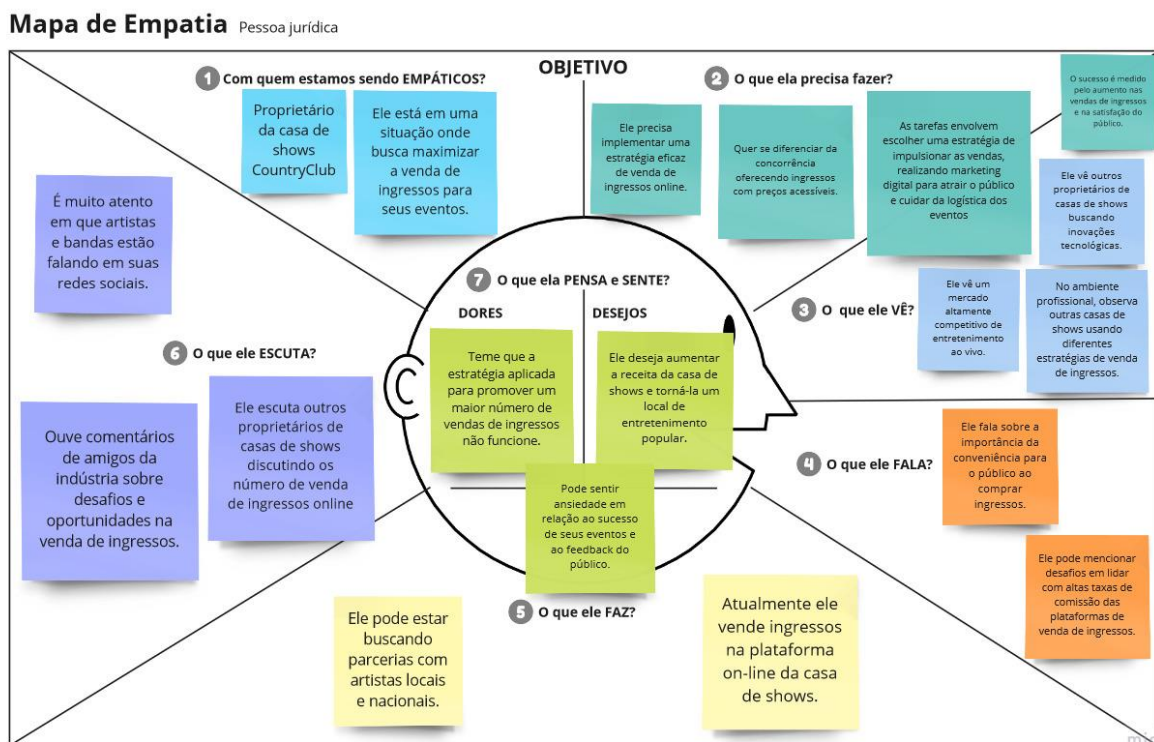 Mapa de Empatia Pessoa jurídica
OBJETIVO
1 Com quem estamos sendo EMPÁTICOS?
Proprietário
da casa de
shows
CountryClub
Ele está em uma
situação onde
busca maximizar
a venda de
ingressos para
seus eventos.
2 O que ela precisa fazer?
Ele precisa
implementar uma
estratégia eficaz
de venda de
ingressos online.
Quer se diferenciar da
concorrência
oferecendo ingressos
com preços acessíveis.
As tarefas envolvem
escolher uma estratégia de
impulsionar as vendas,
realizando marketing
digital para atrair o público
e cuidar da logística dos
eventos
O sucesso é medido
pelo aumento nas
vendas de ingressos
e na satisfação do
público.
3 O que ele VÊ?
Ele vê outros
proprietários de
casas de shows
buscando
inovações
tecnológicas.
Ele vê um
mercado
altamente
competitivo de
entretenimento
ao vivo.
No ambiente
profissional, observa
outras casas de
shows usando
diferentes
estratégias de venda
de ingressos.
4 O que ele FALA?
Ele fala sobre a
importância da
conveniência para
o público ao
comprar
ingressos.
Ele pode mencionar
desafios em lidar
com altas taxas de
comissão das
plataformas de
venda de ingressos.
5 O que ele FAZ?
Ele pode estar
buscando
parcerias com
artistas locais
e nacionais.
Atualmente ele
vende ingressos
na plataforma
on-line da casa
de shows.
6 O que ele ESCUTA?
É muito atento
em que artistas
e bandas estão
falando em suas
redes sociais.
Ouve comentários
de amigos da
indústria sobre
desafios e
oportunidades na
venda de ingressos.
Ele escuta outros
proprietários de
casas de shows
discutindo os
número de venda
de ingressos online
7 O que ela PENSA e SENTE?
DORES
Teme que a
estratégia aplicada
para promover um
maior número de
vendas de ingressos
não funcione.
DESEJOS
Ele deseja aumentar
a receita da casa de
shows e torná-la um
local de
entretenimento
popular.
Pode sentir
ansiedade em
relação ao sucesso
de seus eventos e
ao feedback do
público.